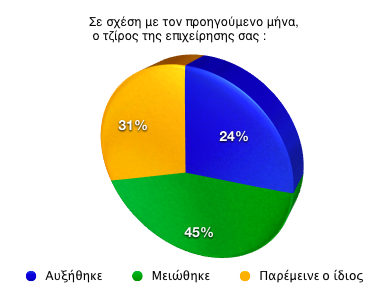 Σε σχέση με τον προηγούμενο μήνα,
ο τζίρος της επιχείρησης σας :
31%
24%
45%
Αυξήθηκε Μειώθηκε Παρέμεινε ο ίδιος